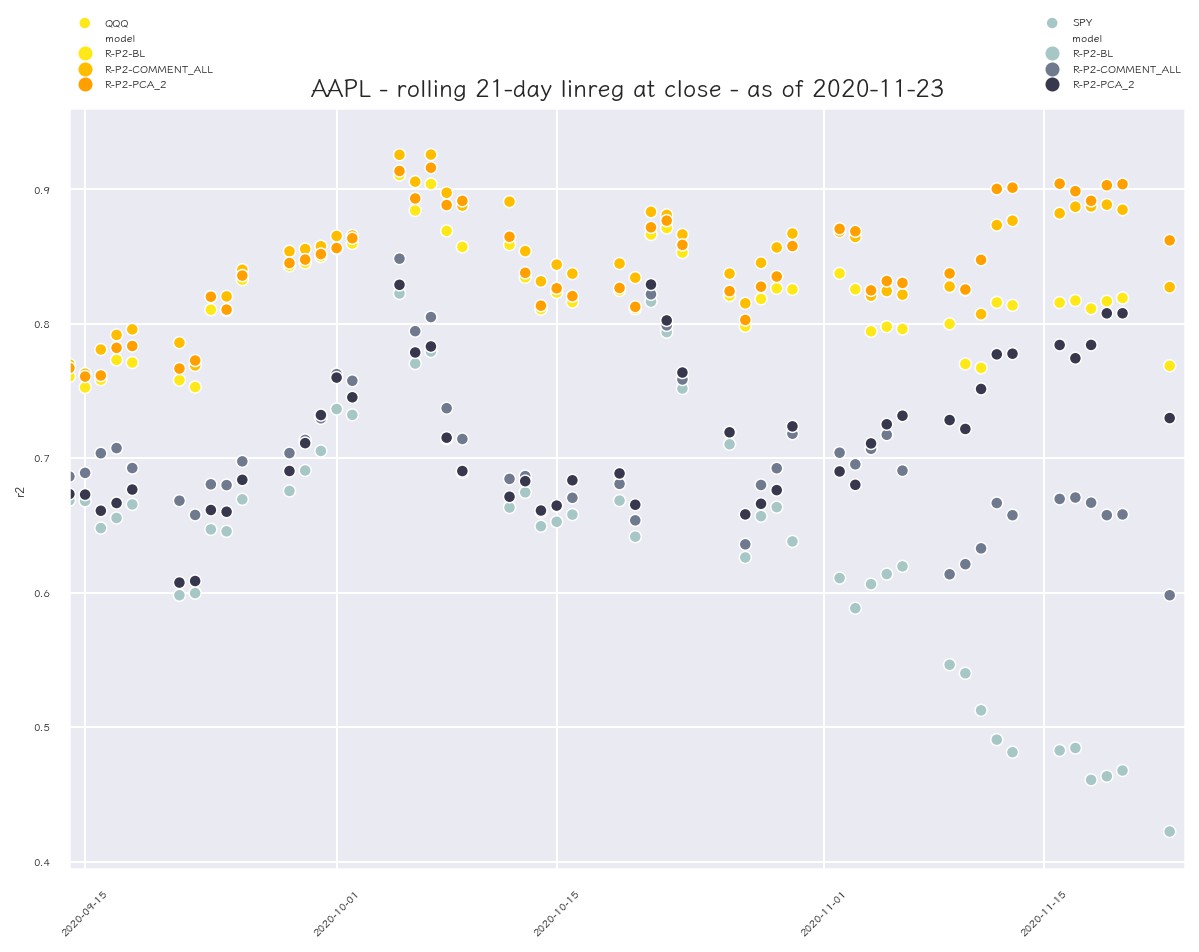 QQQ
model
R-P2-BL
R-P2-COMMENT_ALL
R-P2-PCA_2
SPY
model
R-P2-BL
R-P2-COMMENT_ALL
R-P2-PCA_2
AAPL - rolling 21-day linreg at close - as of 2020-11-23
0.9
0.8
0.7
0.6
0.5
0.4
r2
2020-09-15
2020-10-01
2020-10-15
2020-11-01
2020-11-15